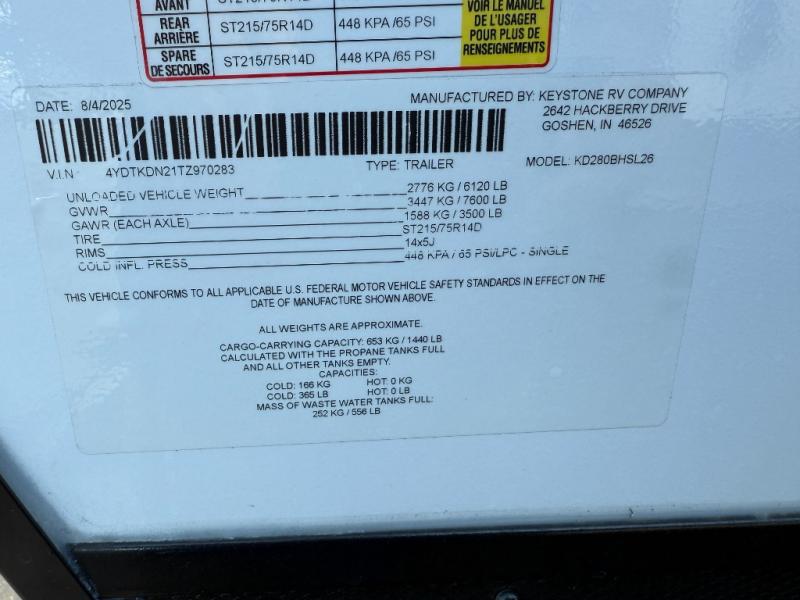 AVANT
VOIR LE MANUEL
DE L'USAGER
POUR PLUS DE
RENSEIGNEMENTS
REAR
ARRIÈRE ST215/75R14D 448 KPA /65 PSI
SPARE
DE SECOURS ST215/75R14D 448 KPA /65 PSI
DATE: 8/4/2025
MANUFACTURED BY: KEYSTONE RV COMPANY
2642 HACKBERRY DRIVE
GOSHEN, IN 46526
V.I.N 4YDTKDN21TZ970283 TYPE: TRAILER MODEL: KD280BHSL26
UNLOADED VEHICLE WEIGHT 2776 KG / 6120 LB
GVWR 3447 KG / 7600 LB
GAWR (EACH AXLE) 1588 KG / 3500 LB
TIRE ST215/75R14D
RIMS 14x5J
COLD INFL. PRESS 448 KPA / 65 PSI/LPC - SINGLE
THIS VEHICLE CONFORMS TO ALL APPLICABLE U.S. FEDERAL MOTOR VEHICLE SAFETY STANDARDS IN EFFECT ON THE
DATE OF MANUFACTURE SHOWN ABOVE.
ALL WEIGHTS ARE APPROXIMATE.
CARGO-CARRYING CAPACITY: 653 KG / 1440 LB
CALCULATED WITH THE PROPANE TANKS FULL
AND ALL OTHER TANKS EMPTY.
CAPACITIES:
COLD: 166 KG HOT: 0 KG
COLD: 365 LB HOT: 0 LB
MASS OF WASTE WATER TANKS FULL:
252 KG / 556 LB